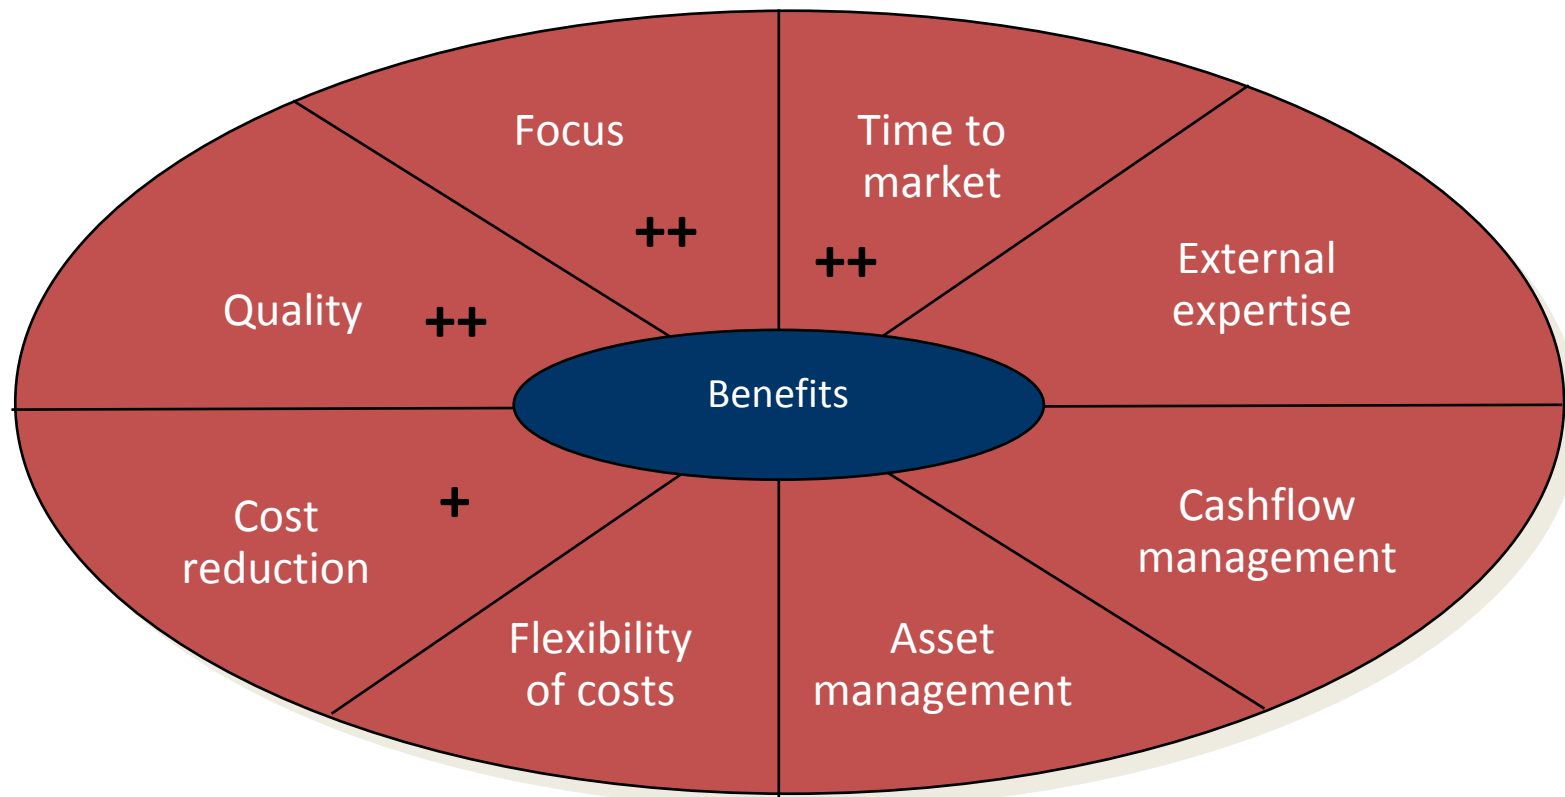 Focus
++
Time to
market
++
External
expertise
Quality
++
Benefits
Cost
reduction
+
Cashflow
management
Flexibility
of costs
Asset
management